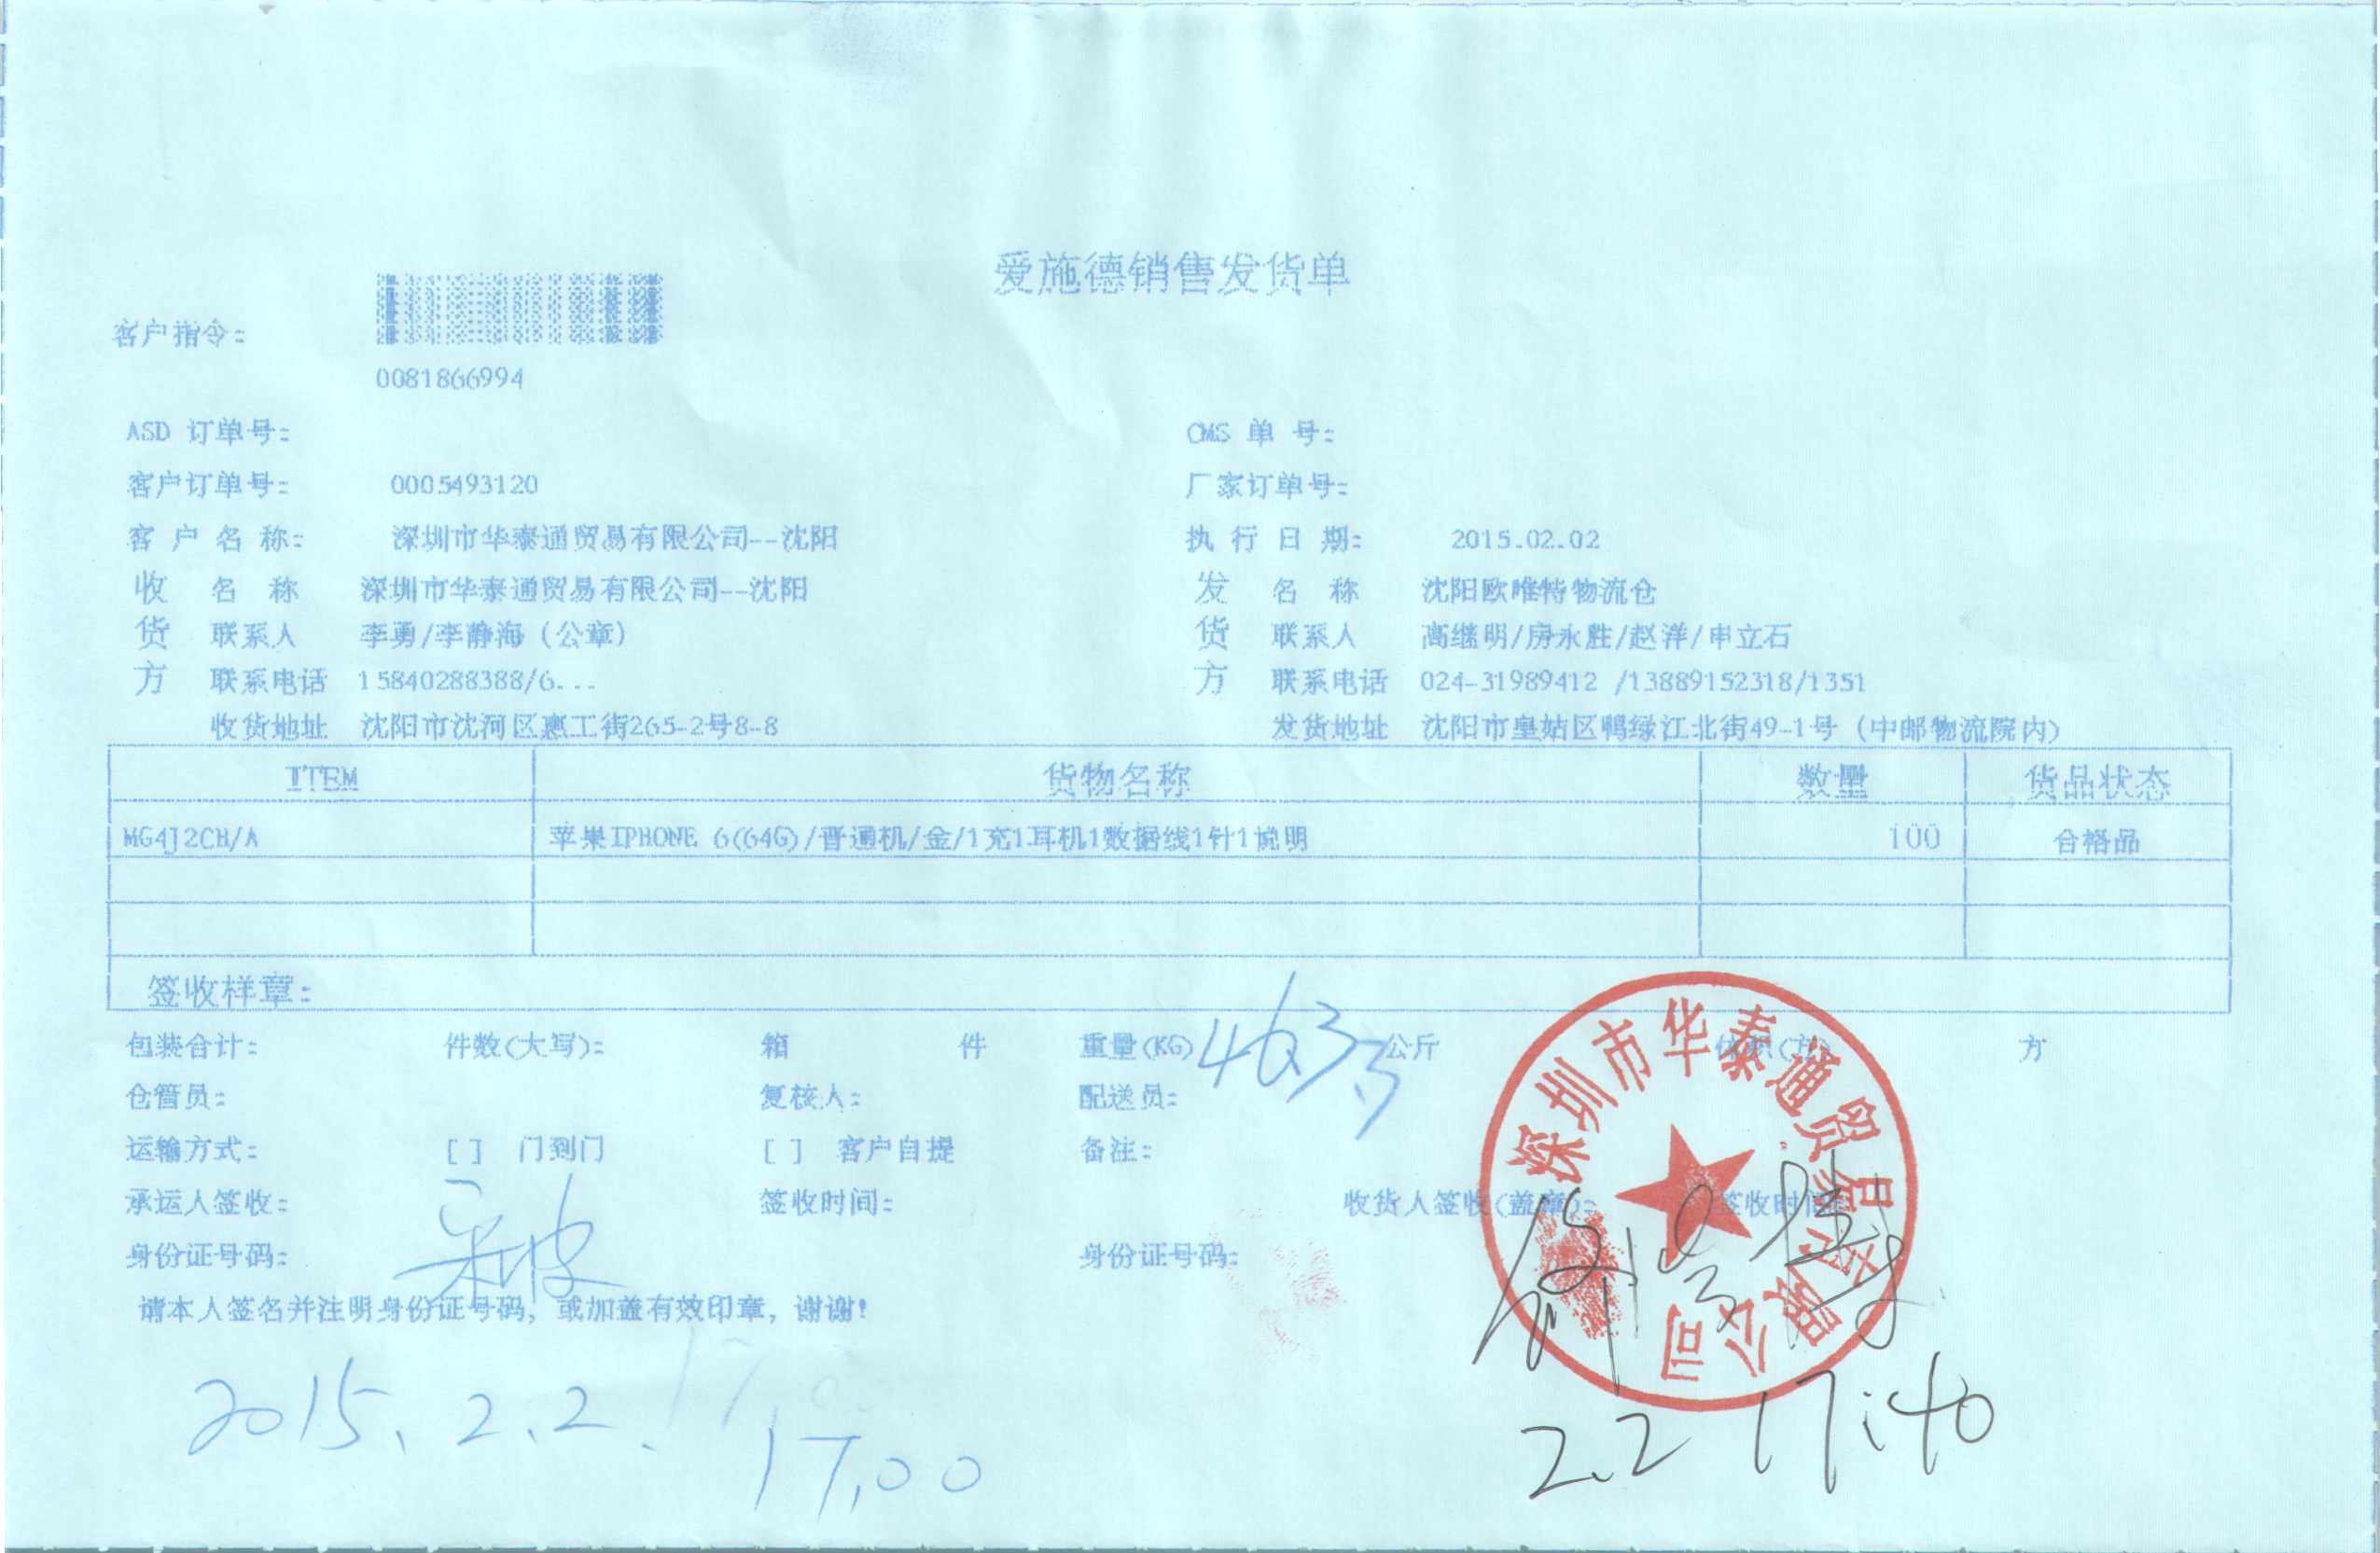 爱施德销售发货单
客户指令：
0081866994
ASD 订单号： CMS 单 号：
客户订单号： 0005493120 厂家订单号：
客 户 名 称： 深圳市华泰通贸易有限公司--沈阳 执 行 日 期： 2015.02.02
收 名 称 深圳市华泰通贸易有限公司--沈阳 发 名 称 沈阳欧唯特物流仓
货 联系人 李勇/李静海（公章） 货 联系人 高继明/房永胜/赵洋/申立石
方 联系电话 15840288388/6... 方 联系电话 024-31989412 /13889152318/1351
收货地址 沈阳市沈河区惠工街265-2号8-8 发货地址 沈阳市皇姑区鸭绿江北街49-1号（中邮物流院内）
ITEM 货物名称 数量 货品状态
MG4J2CH/A 苹果IPHONE 6(64G)/普通机/金/1充1耳机1数据线1针1说明 100 合格品
签收样章：
包装合计： 件数(大写)： 箱 件 重量(KG) 公斤 体积(方) 方
仓管员： 复核人： 配送员：
运输方式： [ ] 门到门 [ ] 客户自提 备注：
承运人签收： 签收时间： 收货人签收(盖章)： 签收时间：
身份证号码： 身份证号码：
请本人签名并注明身份证号码，或加盖有效印章，谢谢！
深圳市华泰通贸易有限公司
2015.2.2. 17.00
2.2 17:40